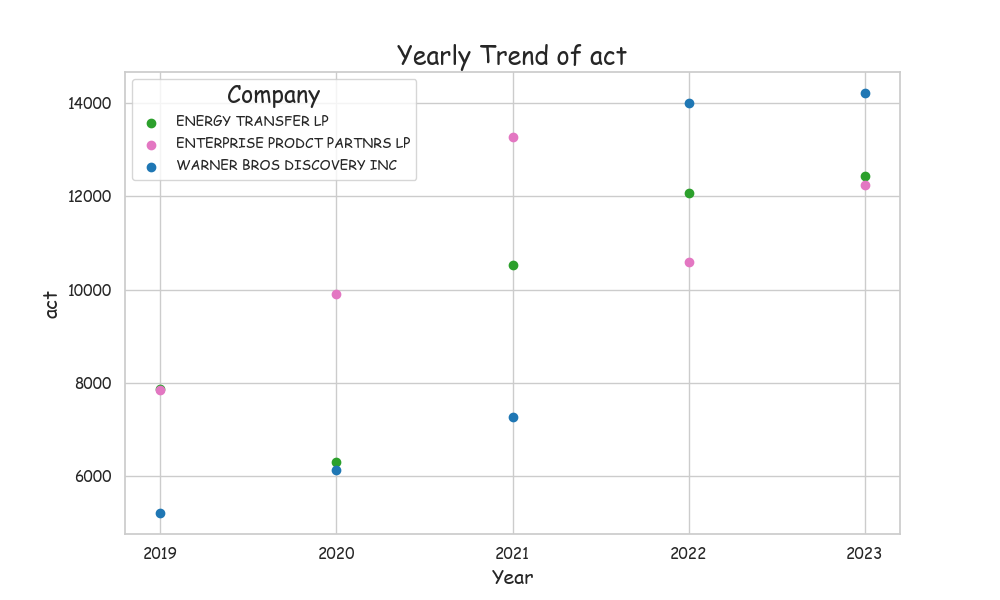 Yearly Trend of act
Company
ENERGY TRANSFER LP
ENTERPRISE PRODCT PARTNRS LP
WARNER BROS DISCOVERY INC
14000
12000
10000
8000
6000
act
2019 2020 2021 2022 2023
Year